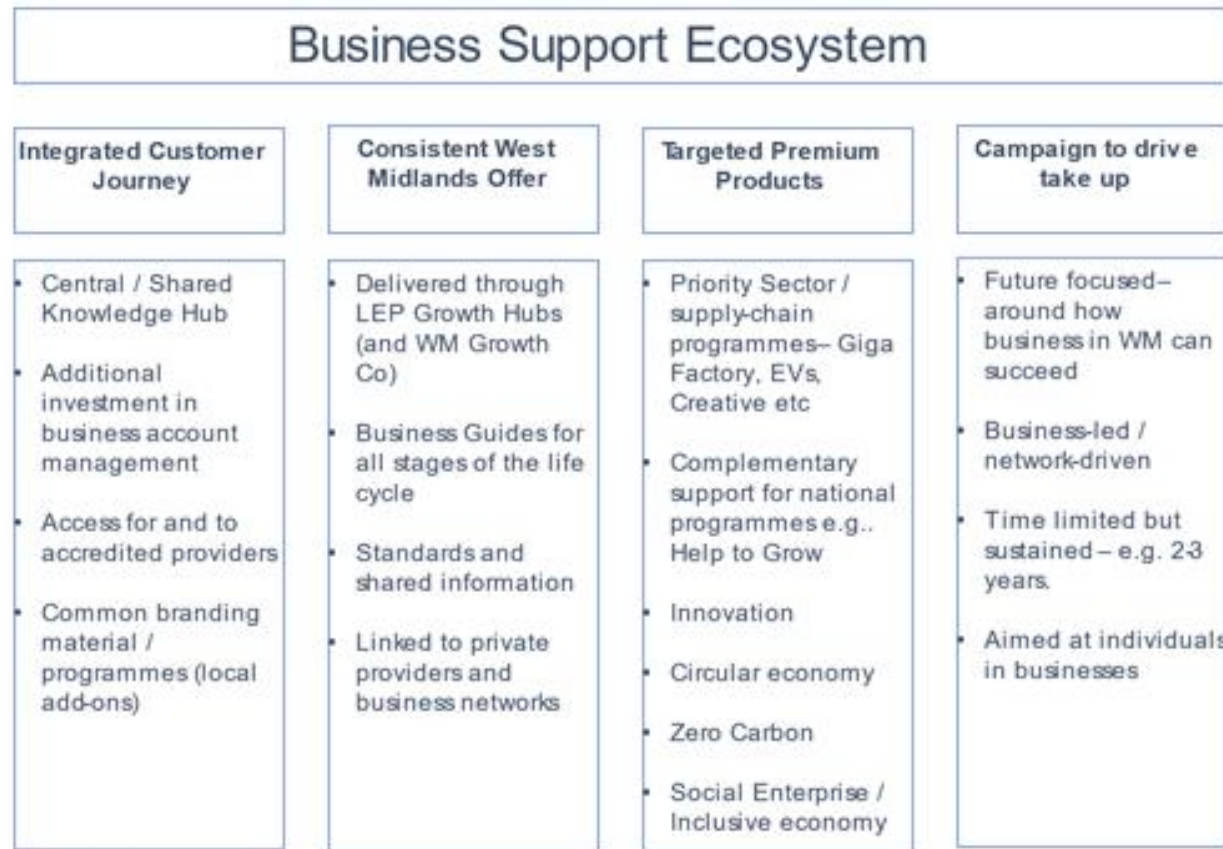 Business Support Ecosystem
Integrated Customer
Journey
• Central / Shared
Knowledge Hub
• Additional
investment in
business account
management
• Access for and to
accredited providers
• Common branding
material /
programmes (local
add-ons)
Consistent West
Midlands Offer
• Delivered through
LEP Growth Hubs
(and WM Growth
Co)
• Business Guides for
all stages of the life
cycle
• Standards and
shared information
• Linked to private
providers and
business networks
Targeted Premium
Products
• Priority Sector /
supply-chain
programmes– Giga
Factory, EVs,
Creative etc
• Complementary
support for national
programmes e.g..
Help to Grow
• Innovation
• Circular economy
• Zero Carbon
• Social Enterprise /
Inclusive economy
Campaign to drive
take up
• Future focused–
around how
business in WM can
succeed
• Business-led /
network-driven
• Time limited but
sustained – e.g. 2-3
years.
• Aimed at individuals
in businesses